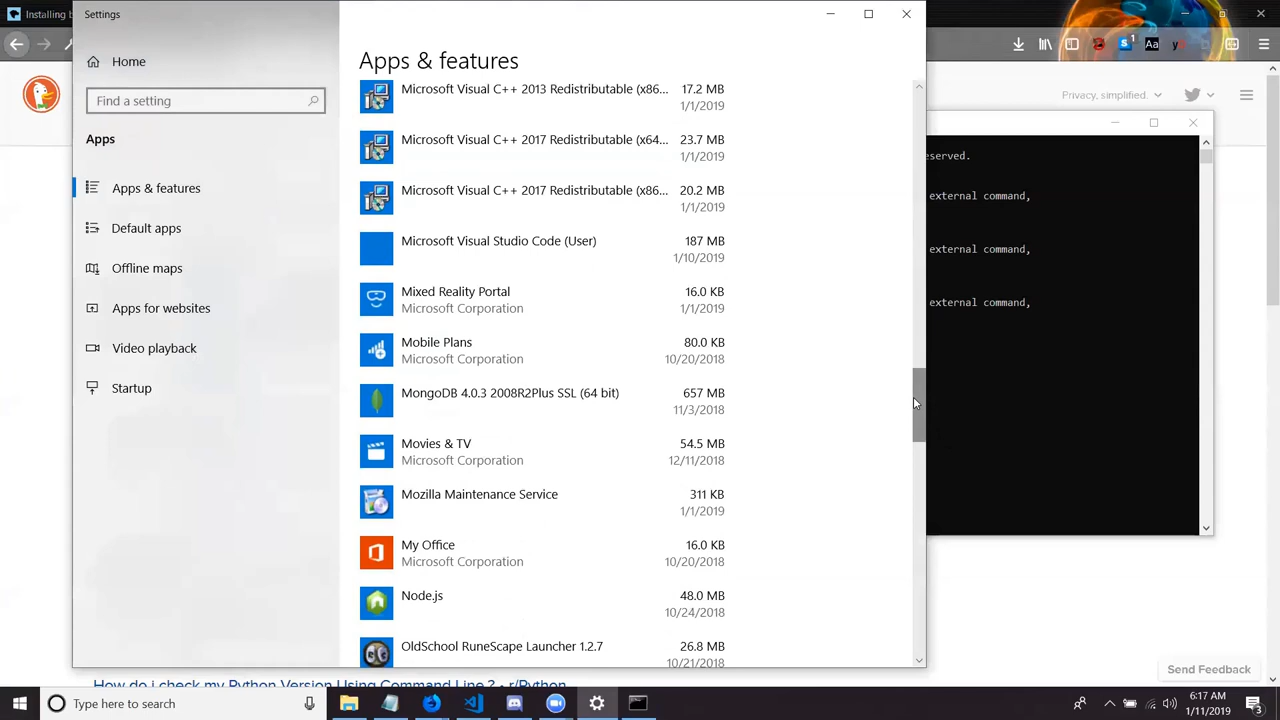 Installing b
Settings
Home
Find a setting
Apps
Apps & features
Default apps
Offline maps
Apps for websites
Video playback
Startup
Apps & features
Microsoft Visual C++ 2013 Redistributable (x86... 17.2 MB
1/1/2019
Microsoft Visual C++ 2017 Redistributable (x64... 23.7 MB
1/1/2019
Microsoft Visual C++ 2017 Redistributable (x86... 20.2 MB
1/1/2019
Microsoft Visual Studio Code (User) 187 MB
1/10/2019
Mixed Reality Portal 16.0 KB
Microsoft Corporation 1/1/2019
Mobile Plans 80.0 KB
Microsoft Corporation 10/20/2018
MongoDB 4.0.3 2008R2Plus SSL (64 bit) 657 MB
11/3/2018
Movies & TV 54.5 MB
Microsoft Corporation 12/11/2018
Mozilla Maintenance Service 311 KB
1/1/2019
My Office 16.0 KB
Microsoft Corporation 10/20/2018
Node.js 48.0 MB
10/24/2018
OldSchool RuneScape Launcher 1.2.7 26.8 MB
10/21/2018
1
Aa
Privacy, simplified.
eserved.
external command,
external command,
external command,
Send Feedback
How do i check my Python Version Using Command Line ? - r/Python
Type here to search
6:17 AM
1/11/2019
3